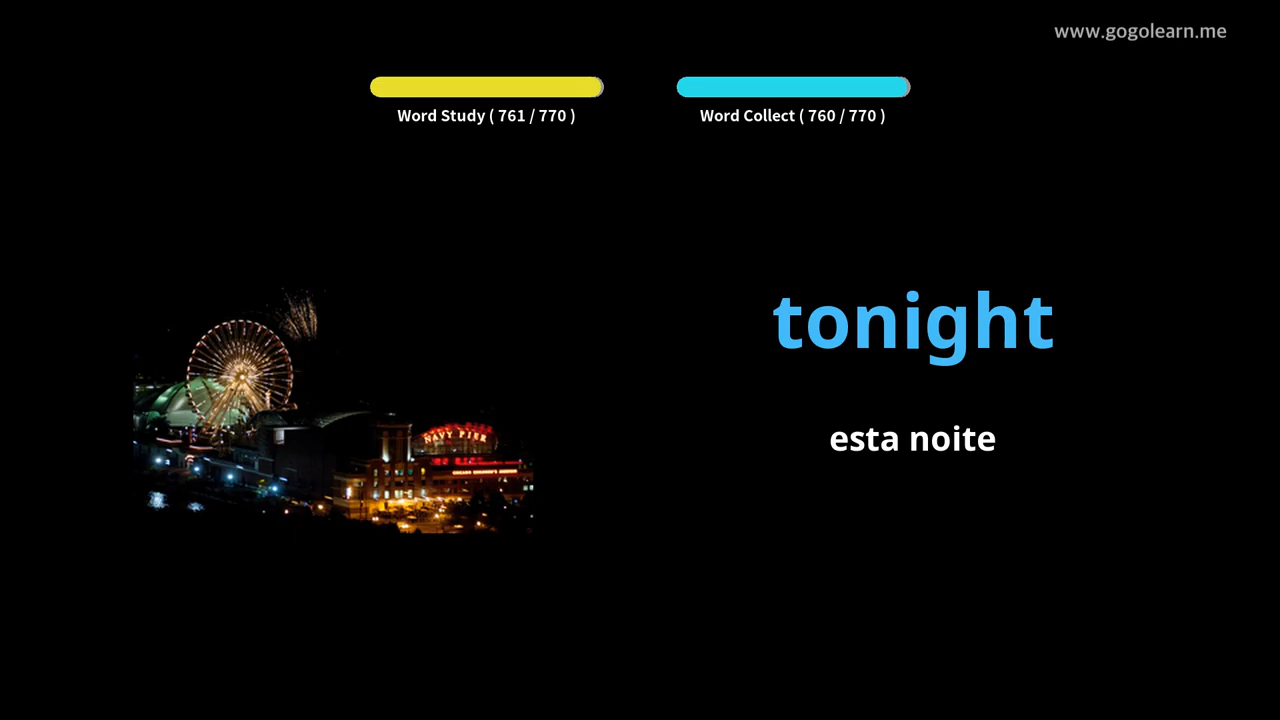 www.gogolearn.me
Word Study ( 761 / 770 )
Word Collect ( 760 / 770 )
tonight
esta noite
NAVY PIER